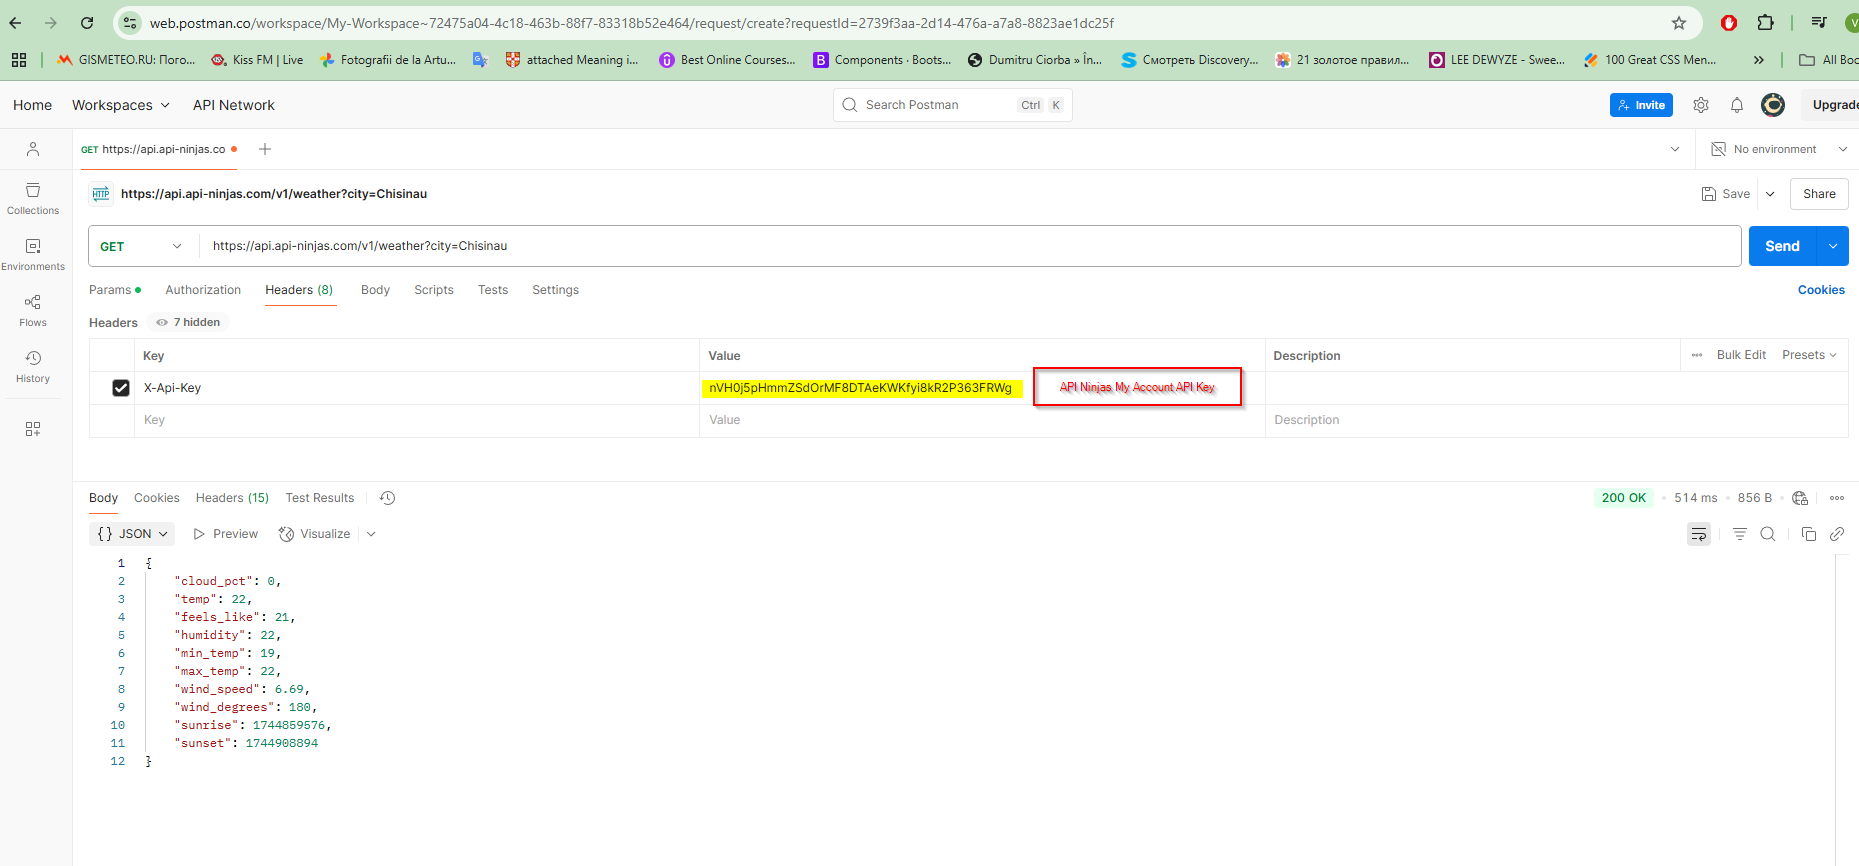 web.postman.co/workspace/My-Workspace~72475a04-4c18-463b-88f7-83318b52e464/request/create?requestId=2739f3aa-2d14-476a-a7a8-8823ae1dc25f
GISMETEO.RU: Пого... Kiss FM | Live Fotografii de la Artu... attached Meaning i... Best Online Courses... Components · Boots... Dumitru Ciorba » În... Смотреть Discovery... 21 золотое правил... LEE DEWYZE - Swee... 100 Great CSS Men... » All Boo
Home Workspaces API Network Search Postman Ctrl K Invite Upgrade
GET https://api.api-ninjas.co No environment
HTTP https://api.api-ninjas.com/v1/weather?city=Chisinau Save Share
Collections
GET https://api.api-ninjas.com/v1/weather?city=Chisinau Send
Environments
Params Authorization Headers (8) Body Scripts Tests Settings Cookies
Flows
Headers 7 hidden
History
Key Value Description Bulk Edit Presets
X-Api-Key nVH0j5pHmmZSdOrMF8DTAeKWKfyi8kR2P363FRWg API Ninjas My Account API Key
Key Value Description
Body Cookies Headers (15) Test Results 200 OK 514 ms 856 B
{} JSON Preview Visualize
1 {
2 "cloud_pct": 0,
3 "temp": 22,
4 "feels_like": 21,
5 "humidity": 22,
6 "min_temp": 19,
7 "max_temp": 22,
8 "wind_speed": 6.69,
9 "wind_degrees": 180,
10 "sunrise": 1744859576,
11 "sunset": 1744908894
12 }